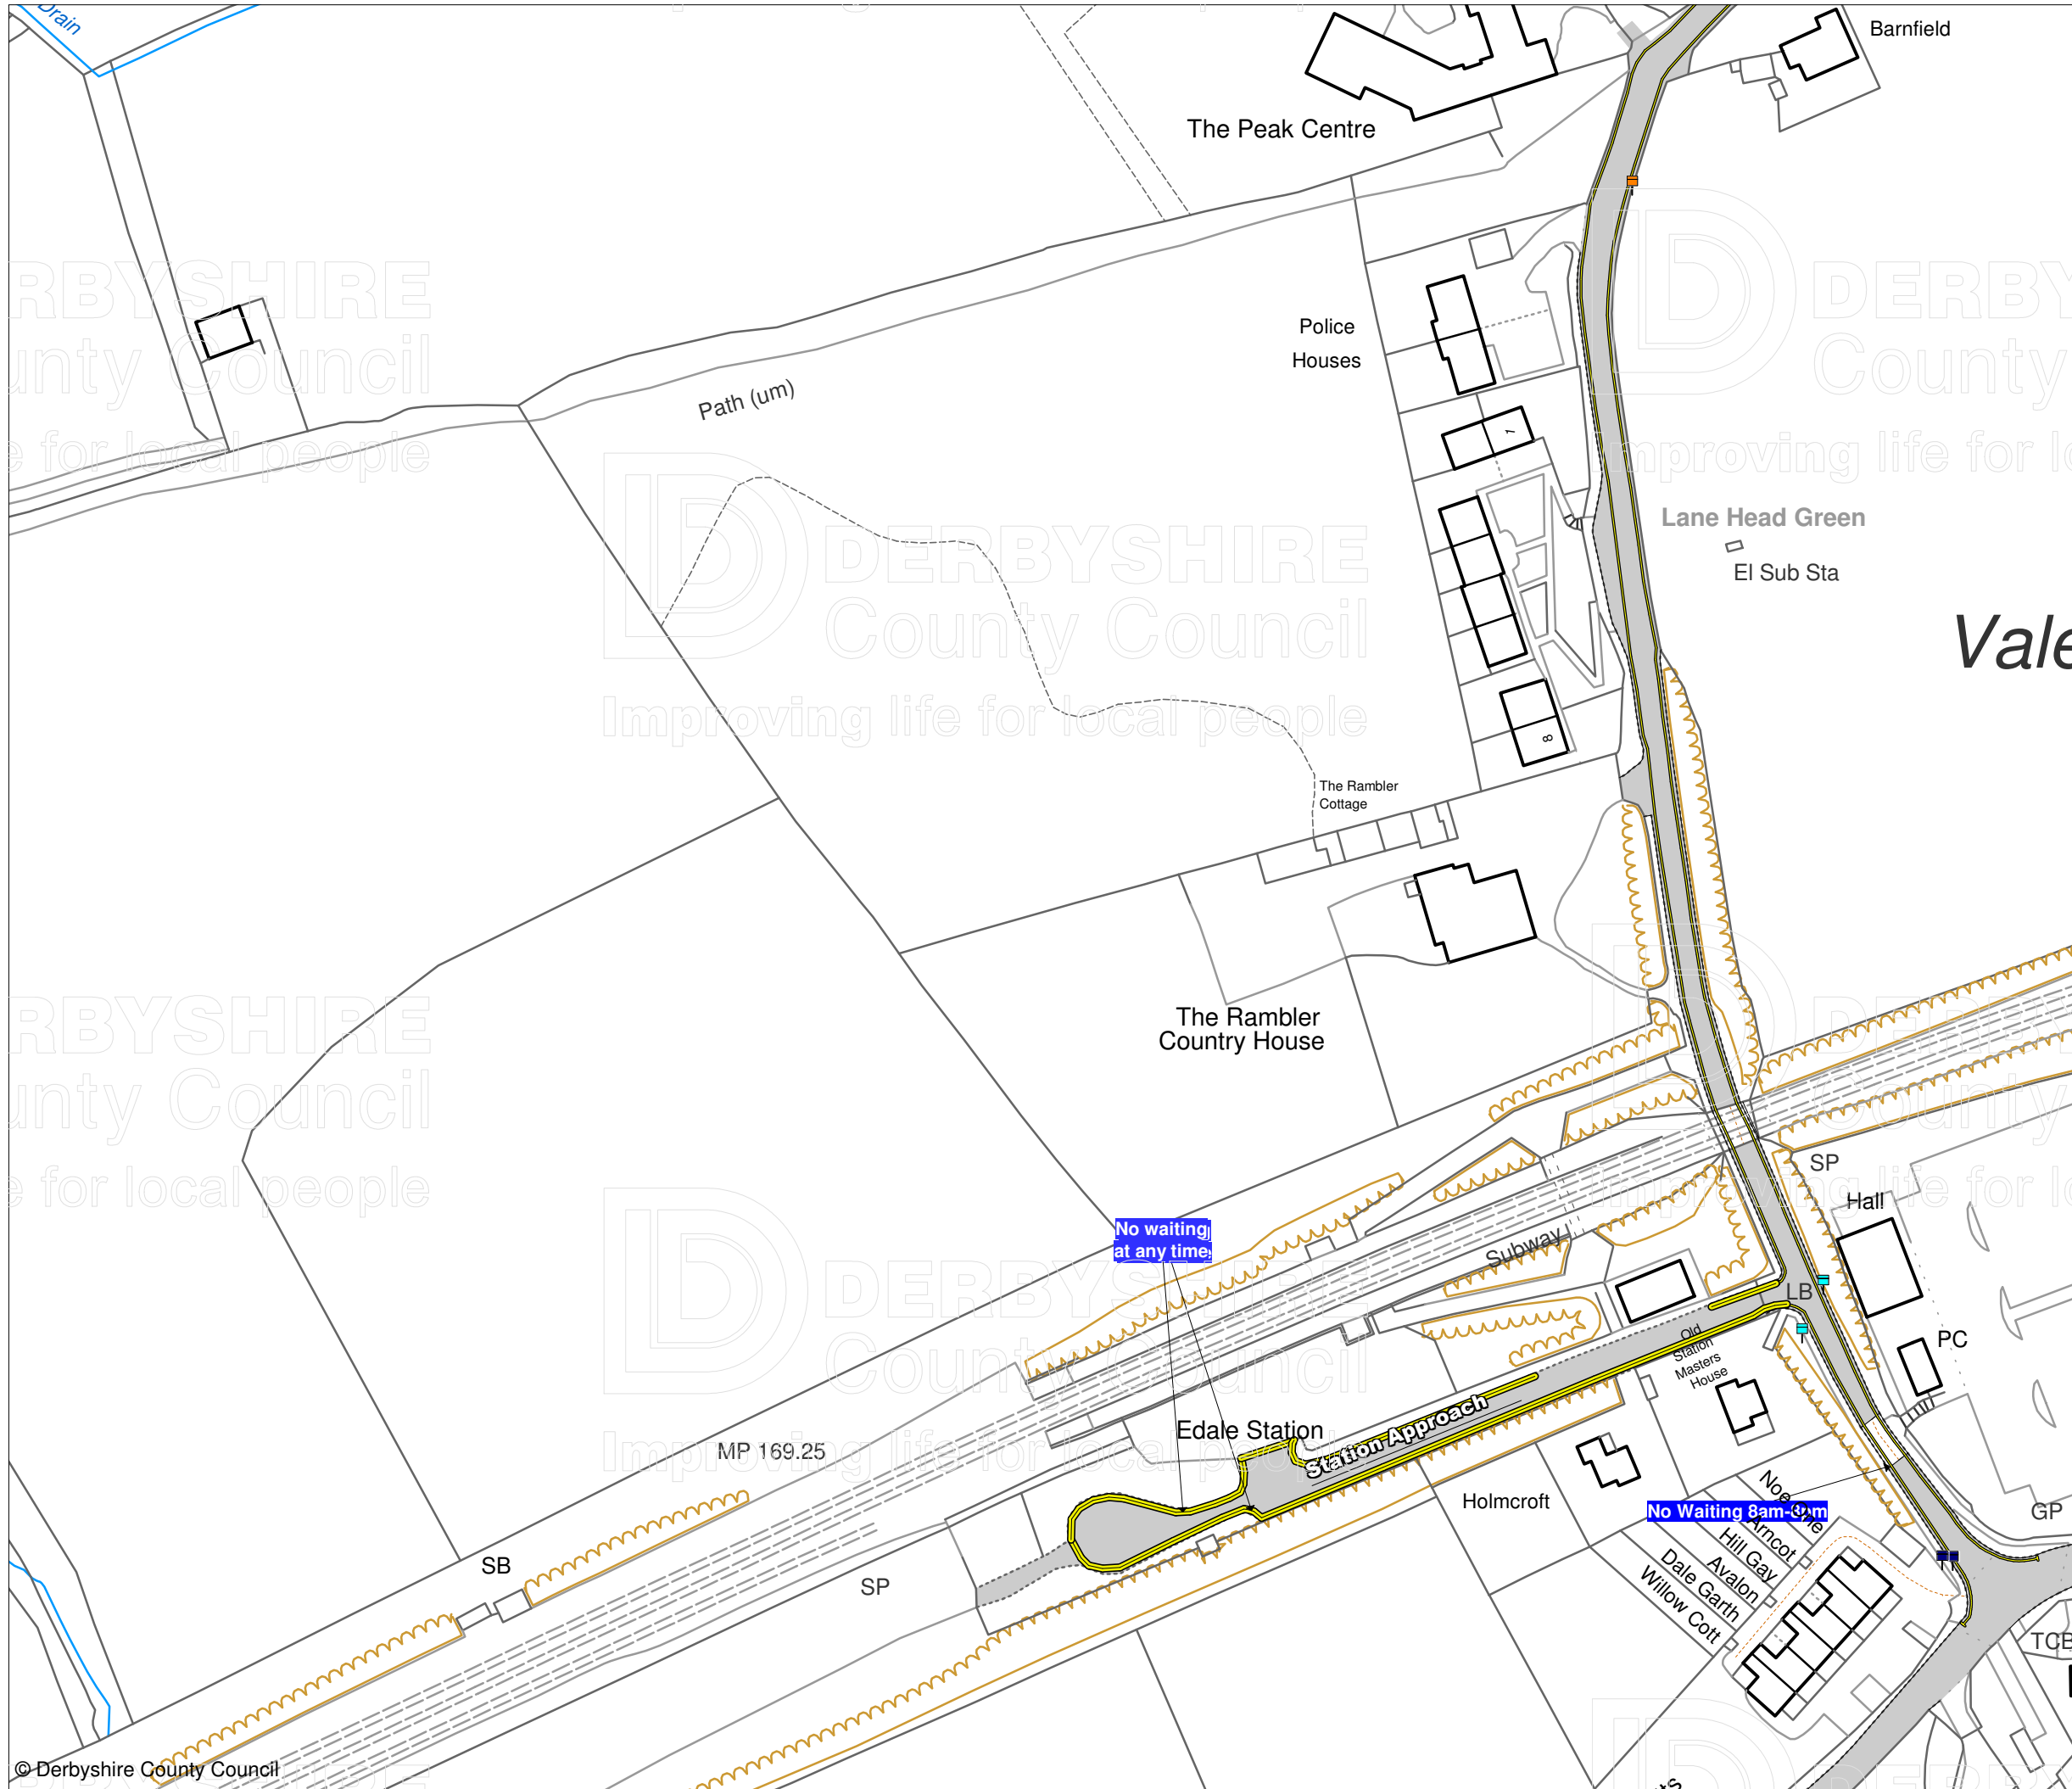 Drain
Barnfield
The Peak Centre
DERBYSHIRE
County Council
Improving life for local people
Police
Houses
Path (um)
7
Lane Head Green
El Sub Sta
Vale
8
The Rambler
Cottage
The Rambler
Country House
SP
Hall
No waiting
at any time
Subway
LB
PC
Old
Station
Masters
House
Edale Station
Station Approach
MP 169.25
Holmcroft
No Waiting 8am-
GP
Arncot
Hill Gay
Avalon
Dale Garth
Willow Cott
SB
SP
TCB
© Derbyshire County Council